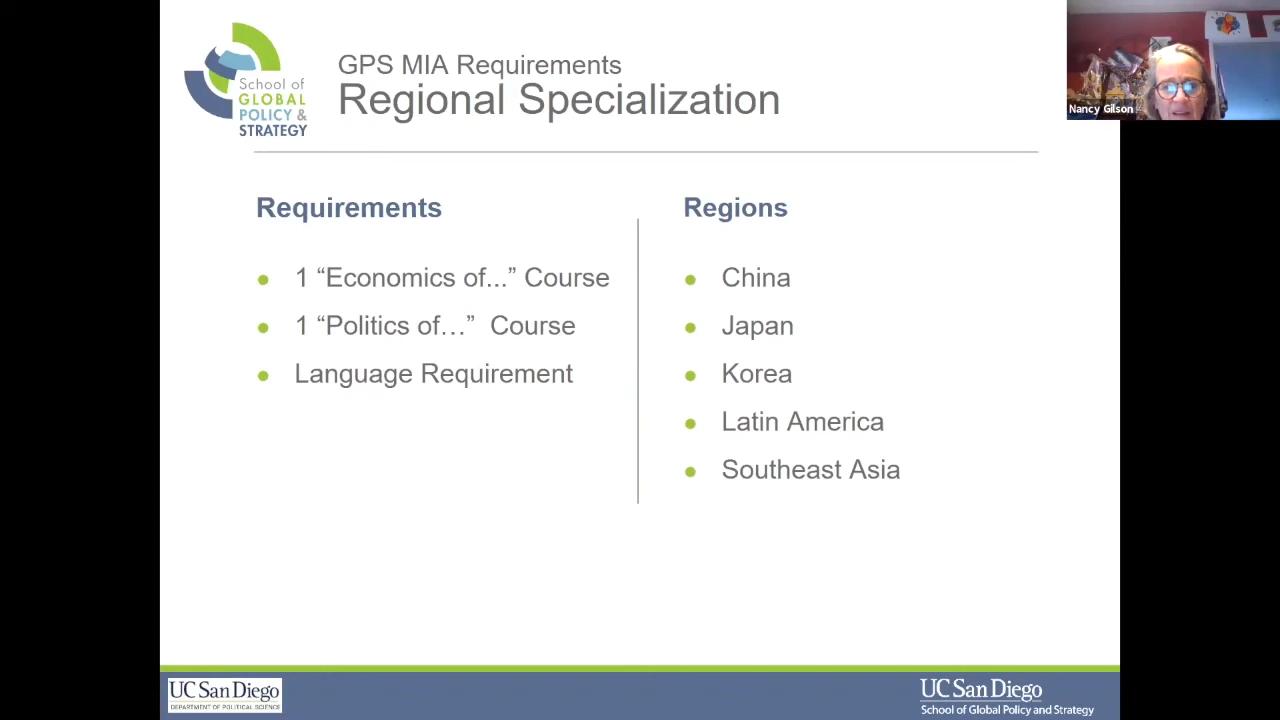 School of
GLOBAL
POLICY &
STRATEGY
GPS MIA Requirements
Regional Specialization
Nancy Gilson
Requirements
1 “Economics of...” Course
1 “Politics of…” Course
Language Requirement
Regions
China
Japan
Korea
Latin America
Southeast Asia
UC San Diego
DEPARTMENT OF POLITICAL SCIENCE
UC San Diego
School of Global Policy and Strategy